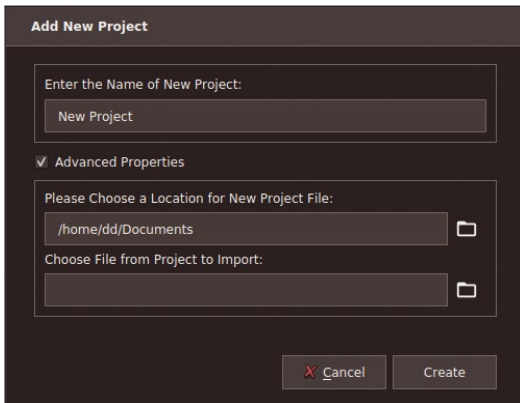 Add New Project
Enter the Name of New Project:
New Project
Advanced Properties
Please Choose a Location for New Project File:
/home/dd/Documents
Choose File from Project to Import:
Cancel
Create